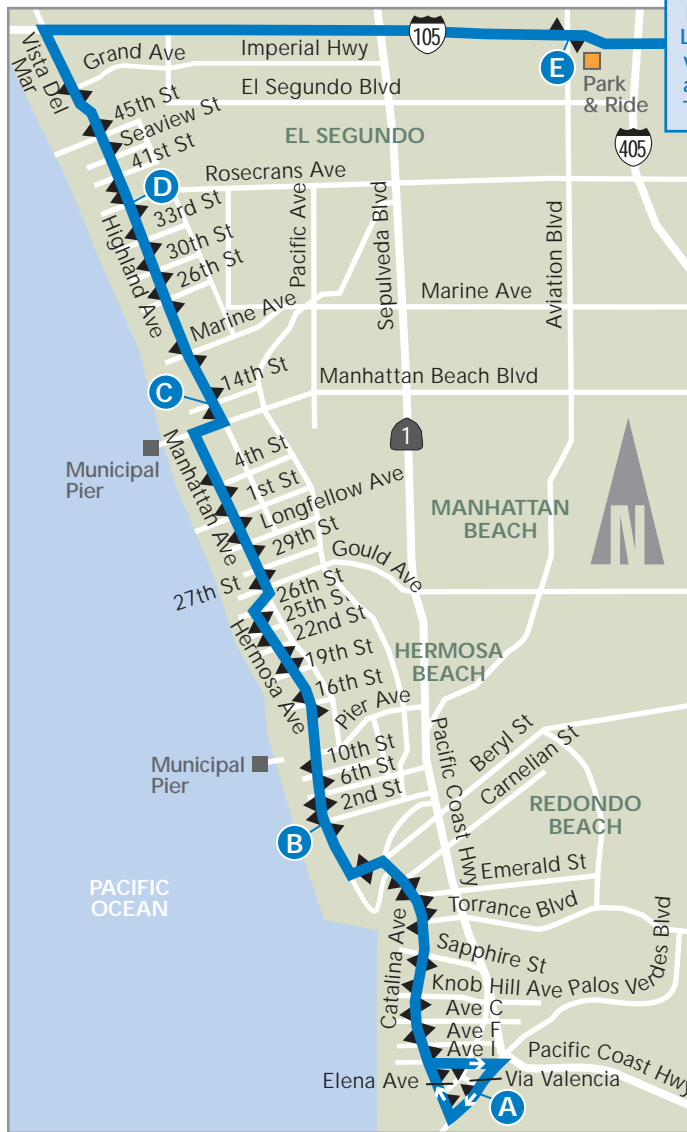 Vista Del
Mar
Grand Ave
Imperial Hwy
105
E
Park
& Ride
L
El Segundo Blvd
45th St
Seaview St
41st St
EL SEGUNDO
405
Rosecrans Ave
D
33rd St
30th St
26th St
Highland Ave
Pacific Ave
Sepulveda Blvd
Aviation Blvd
Marine Ave
Marine Ave
14th St
Manhattan Beach Blvd
C
1
Municipal
Pier
Manhattan Ave
4th St
1st St
Longfellow Ave
29th St
MANHATTAN
BEACH
N
Gould Ave
27th St
26th St
25th St
22nd St
19th St
16th St
Hermosa Ave
HERMOSA
BEACH
Pier Ave
Municipal
Pier
10th St
6th St
2nd St
Pacific Coast Hwy
Beryl St
Carnelian St
REDONDO
BEACH
B
PACIFIC
OCEAN
Emerald St
Torrance Blvd
Catalina Ave
Sapphire St
Knob Hill Ave
Palos Verdes Blvd
Ave C
Ave F
Ave I
Pacific Coast Hwy
Elena Ave
Via Valencia
A